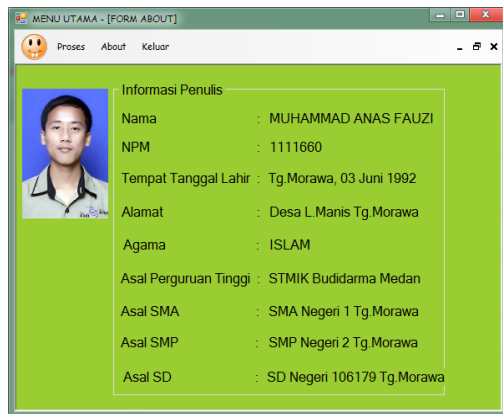 MENU UTAMA - [FORM ABOUT]
Proses About Keluar
Informasi Penulis
Nama : MUHAMMAD ANAS FAUZI
NPM : 1111660
Tempat Tanggal Lahir : Tg.Morawa, 03 Juni 1992
Alamat : Desa L.Manis Tg.Morawa
Agama : ISLAM
Asal Perguruan Tinggi : STMIK Budidarma Medan
Asal SMA : SMA Negeri 1 Tg.Morawa
Asal SMP : SMP Negeri 2 Tg.Morawa
Asal SD : SD Negeri 106179 Tg.Morawa